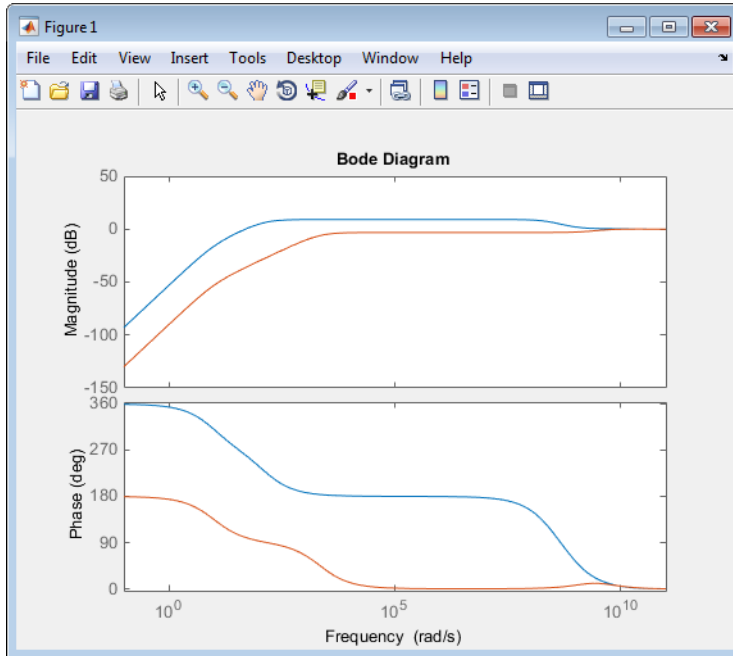 Figure 1
File Edit View Insert Tools Desktop Window Help
Bode Diagram
Magnitude (dB)
50
0
-50
-100
-150
Phase (deg)
360
270
180
90
0
10^0 10^5 10^10
Frequency (rad/s)